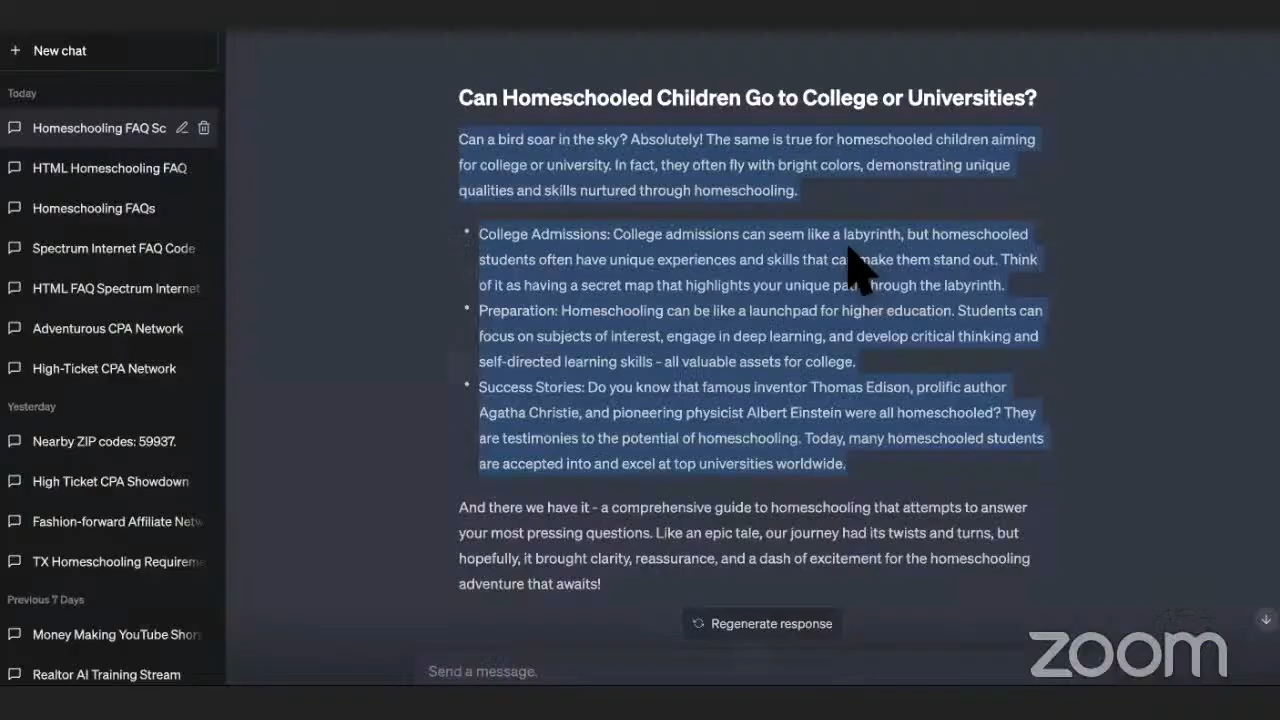 New chat
Today
Homeschooling FAQ Sc
HTML Homeschooling FAQ
Homeschooling FAQs
Spectrum Internet FAQ Code
HTML FAQ Spectrum Internet
Adventurous CPA Network
High-Ticket CPA Network
Yesterday
Nearby ZIP codes: 59937.
High Ticket CPA Showdown
Fashion-forward Affiliate Netw
TX Homeschooling Requireme
Previous 7 Days
Money Making YouTube Shor
Realtor AI Training Stream
Can Homeschooled Children Go to College or Universities?
Can a bird soar in the sky? Absolutely! The same is true for homeschooled children aiming
for college or university. In fact, they often fly with bright colors, demonstrating unique
qualities and skills nurtured through homeschooling.
College Admissions: College admissions can seem like a labyrinth, but homeschooled
students often have unique experiences and skills that can make them stand out. Think
of it as having a secret map that highlights your unique path through the labyrinth.
Preparation: Homeschooling can be like a launchpad for higher education. Students can
focus on subjects of interest, engage in deep learning, and develop critical thinking and
self-directed learning skills - all valuable assets for college.
Success Stories: Do you know that famous inventor Thomas Edison, prolific author
Agatha Christie, and pioneering physicist Albert Einstein were all homeschooled? They
are testimonies to the potential of homeschooling. Today, many homeschooled students
are accepted into and excel at top universities worldwide.
And there we have it - a comprehensive guide to homeschooling that attempts to answer
your most pressing questions. Like an epic tale, our journey had its twists and turns, but
hopefully, it brought clarity, reassurance, and a dash of excitement for the homeschooling
adventure that awaits!
Regenerate response
Send a message.
zoom